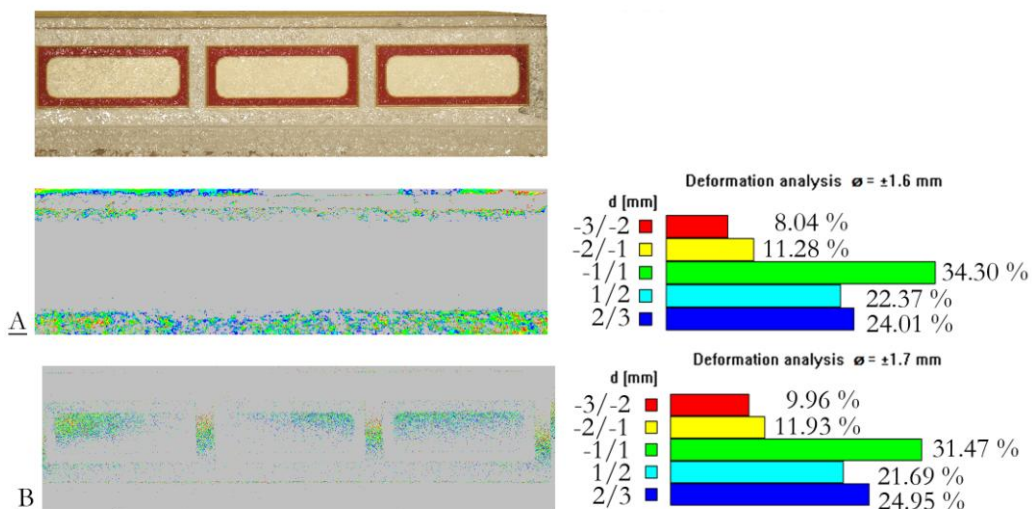 Deformation analysis ø = ±1.6 mm
d [mm]
-3/-2 8.04 %
-2/-1 11.28 %
-1/1 34.30 %
1/2 22.37 %
2/3 24.01 %
A
Deformation analysis ø = ±1.7 mm
d [mm]
-3/-2 9.96 %
-2/-1 11.93 %
-1/1 31.47 %
1/2 21.69 %
2/3 24.95 %
B